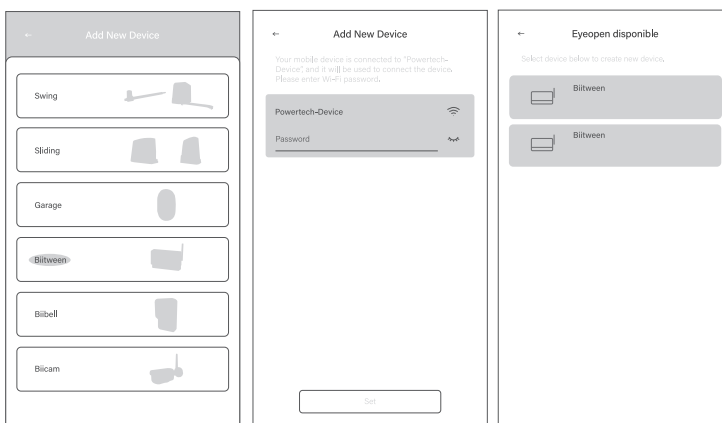 ← Add New Device
Swing
Sliding
Garage
Biitween
Biibell
Biicam
← Add New Device
Your mobile device is connected to "Powertech-
Device", and it will be used to connect the device.
Please enter Wi-Fi password.
Powertech-Device
Password
Set
← Eyeopen disponible
Select device below to create new device.
Biitween
Biitween